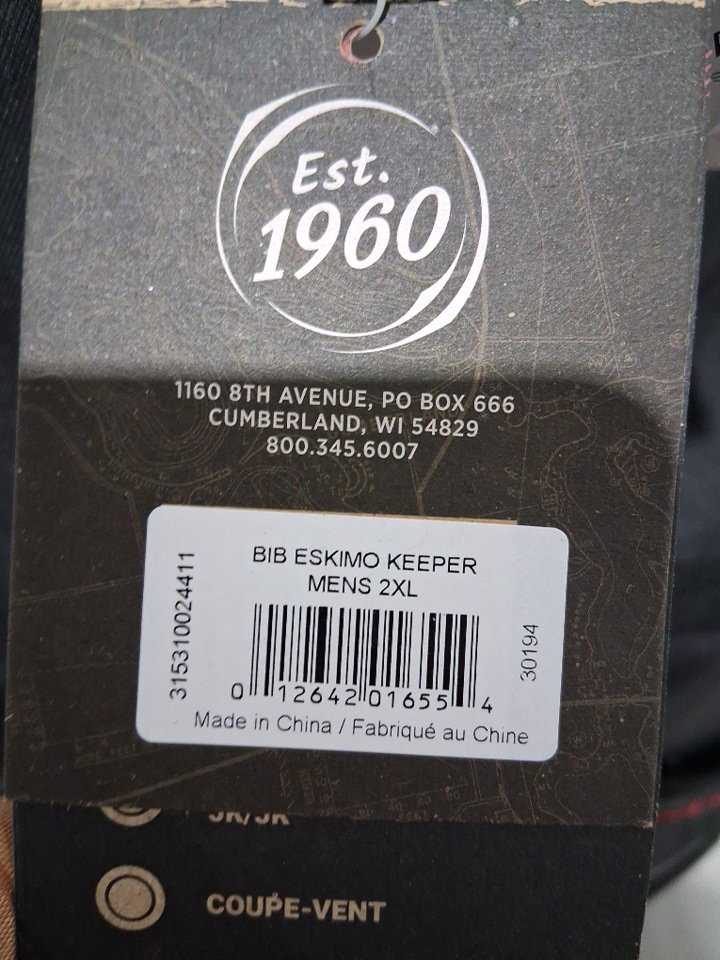 Est.
1960
1160 8TH AVENUE, PO BOX 666
CUMBERLAND, WI 54829
800.345.6007
315310024411
BIB ESKIMO KEEPER
MENS 2XL
30194
0 12642 01655 4
Made in China / Fabriqué au Chine
COUPE-VENT